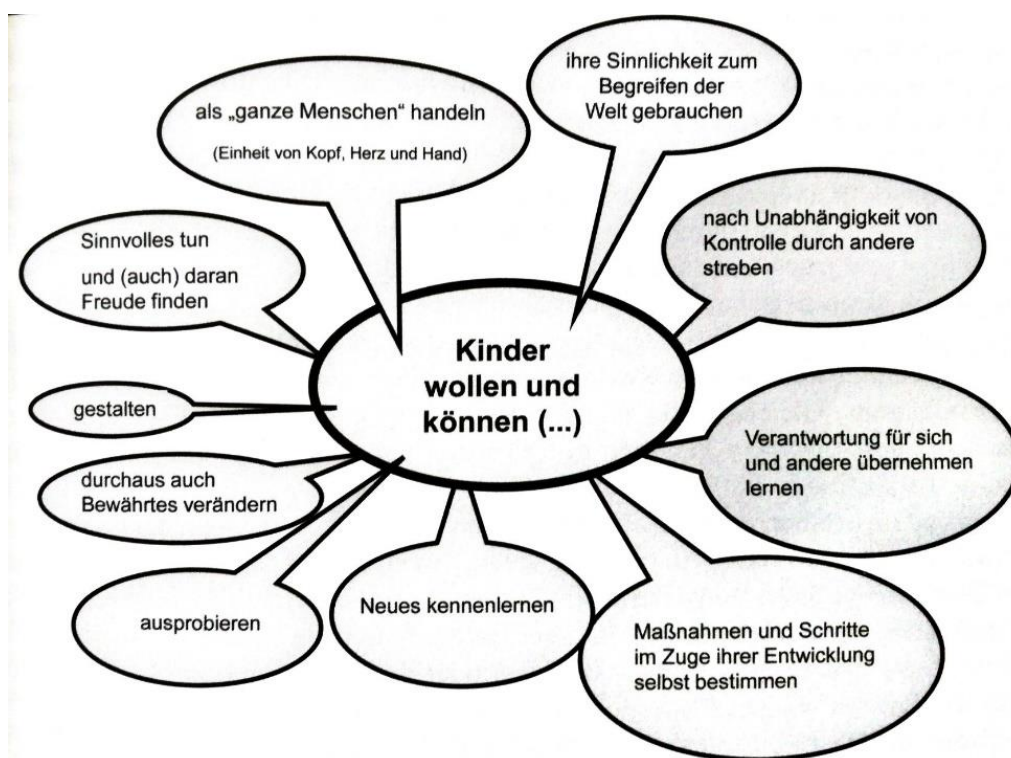 ihre Sinnlichkeit zum
Begreifen der
Welt gebrauchen
als „ganze Menschen“ handeln
(Einheit von Kopf, Herz und Hand)
nach Unabhängigkeit von
Kontrolle durch andere
streben
Sinnvolles tun
und (auch) daran
Freude finden
Kinder
wollen und
können (...)
gestalten
Verantwortung für sich
und andere übernehmen
lernen
durchaus auch
Bewährtes verändern
ausprobieren
Neues kennenlernen
Maßnahmen und Schritte
im Zuge ihrer Entwicklung
selbst bestimmen